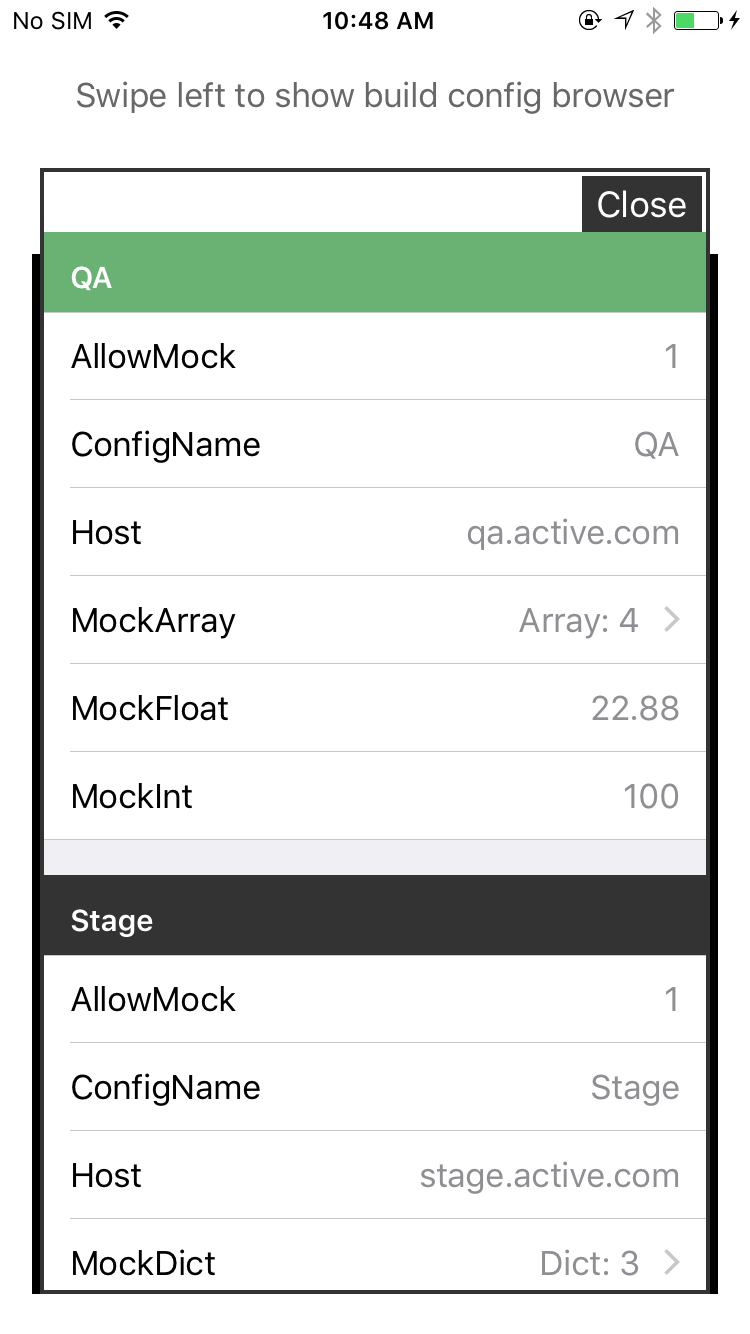 No SIM 10:48 AM
Swipe left to show build config browser
Close
QA
AllowMock 1
ConfigName QA
Host qa.active.com
MockArray Array: 4
MockFloat 22.88
MockInt 100
Stage
AllowMock 1
ConfigName Stage
Host stage.active.com
MockDict Dict: 3